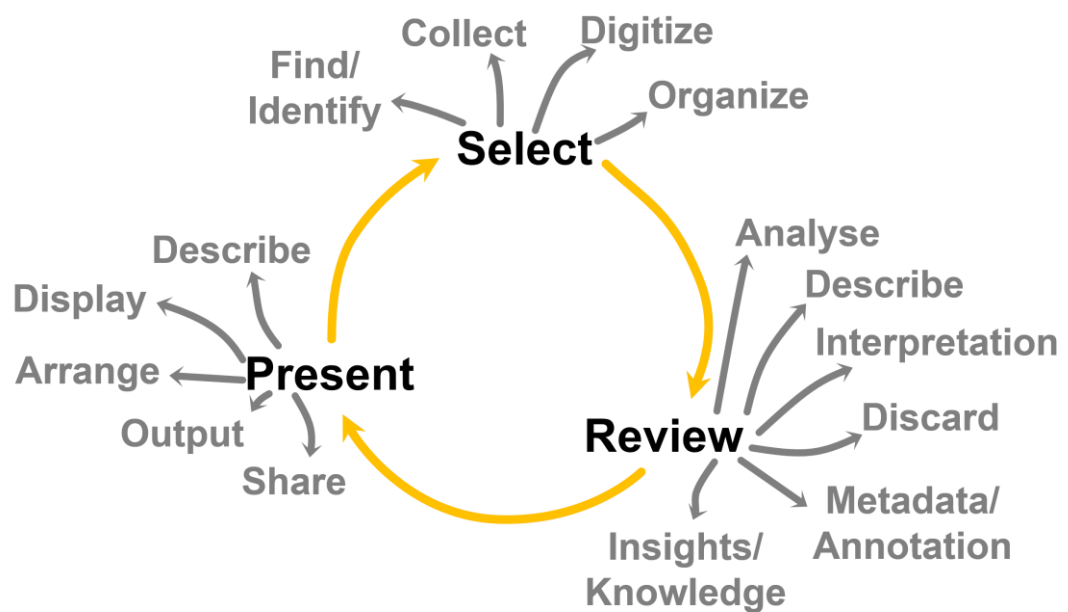 Collect
Digitize
Find/
Identify
Organize
Select
Analyse
Describe
Interpretation
Discard
Review
Metadata/
Annotation
Insights/
Knowledge
Describe
Display
Arrange
Present
Output
Share